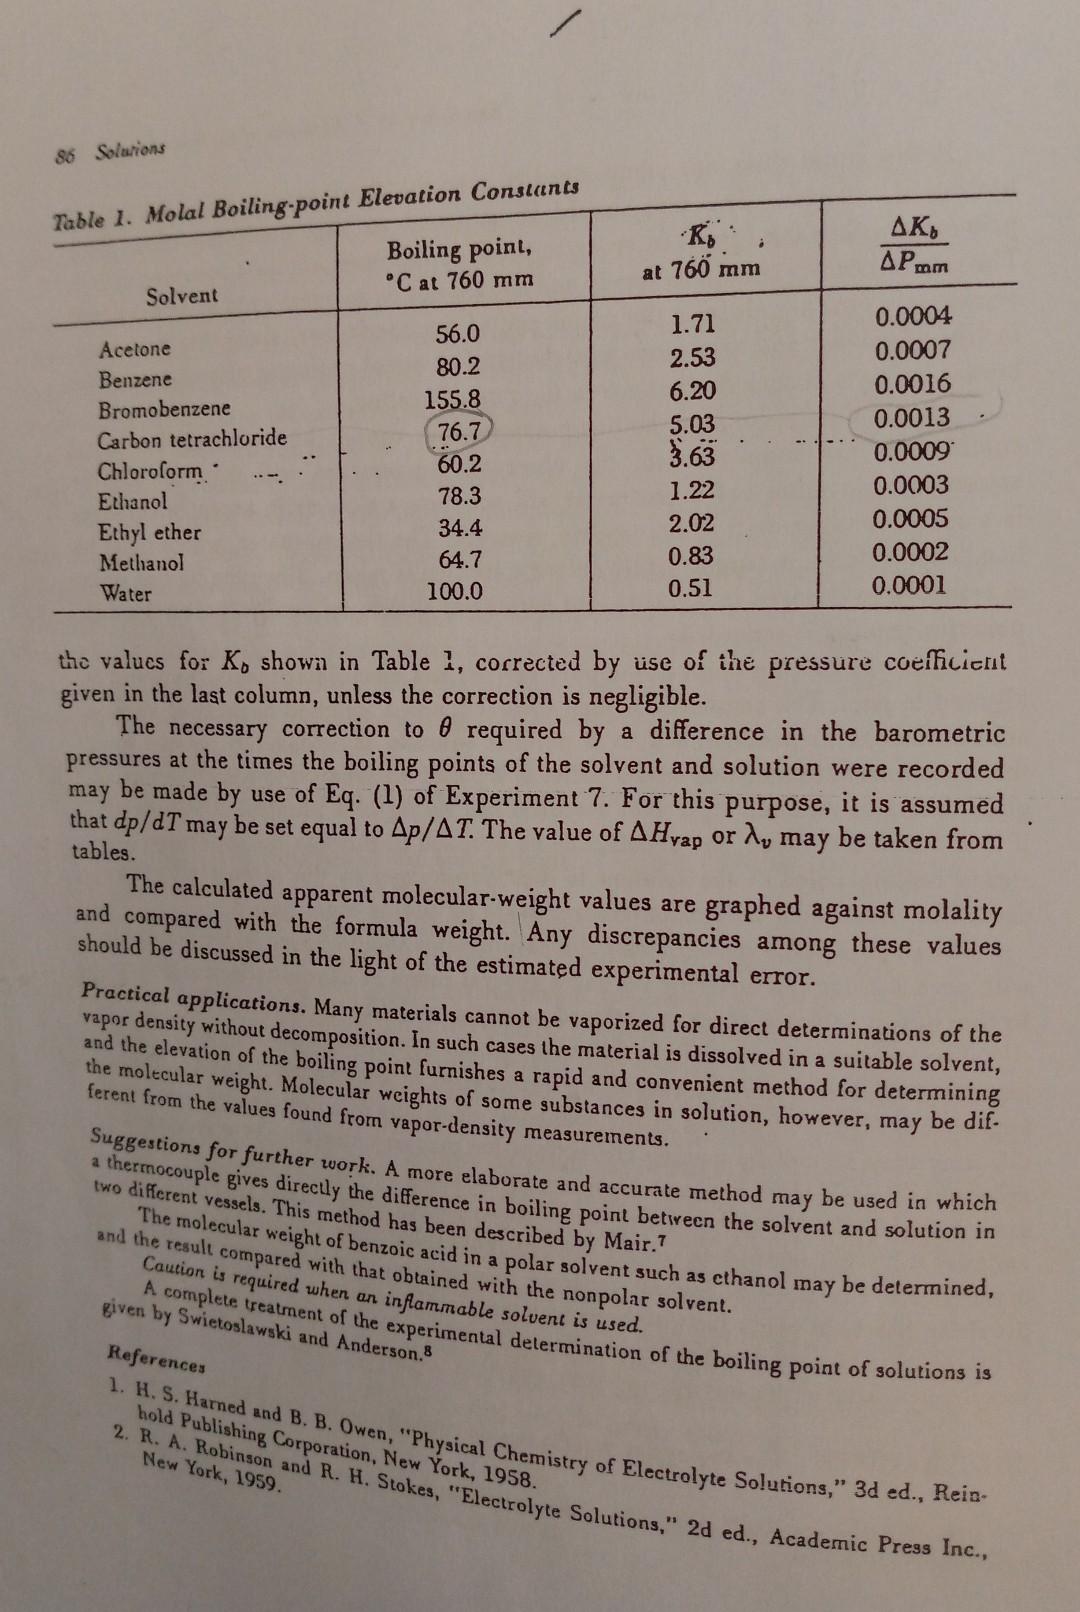 86 Solutions
Table 1. Molal Boiling-point Elevation Constants
Solvent Boiling point, °C at 760 mm K_b at 760 mm ΔK_b/ΔP_mm
Acetone 56.0 1.71 0.0004
Benzene 80.2 2.53 0.0007
Bromobenzene 155.8 6.20 0.0016
Carbon tetrachloride 76.7 5.03 0.0013
Chloroform 60.2 3.63 0.0009
Ethanol 78.3 1.22 0.0003
Ethyl ether 34.4 2.02 0.0005
Methanol 64.7 0.83 0.0002
Water 100.0 0.51 0.0001
the values for K_b shown in Table 1, corrected by use of the pressure coefficient
given in the last column, unless the correction is negligible.
The necessary correction to θ required by a difference in the barometric
pressures at the times the boiling points of the solvent and solution were recorded
may be made by use of Eq. (1) of Experiment 7. For this purpose, it is assumed
that dp/dT may be set equal to Δp/ΔT. The value of ΔH_vap or λ_v may be taken from
tables.
The calculated apparent molecular-weight values are graphed against molality
and compared with the formula weight. Any discrepancies among these values
should be discussed in the light of the estimated experimental error.
Practical applications. Many materials cannot be vaporized for direct determinations of the
vapor density without decomposition. In such cases the material is dissolved in a suitable solvent,
and the elevation of the boiling point furnishes a rapid and convenient method for determining
the molecular weight. Molecular weights of some substances in solution, however, may be dif-
ferent from the values found from vapor-density measurements.
Suggestions for further work. A more elaborate and accurate method may be used in which
a thermocouple gives directly the difference in boiling point between the solvent and solution in
two different vessels. This method has been described by Mair.⁷
The molecular weight of benzoic acid in a polar solvent such as ethanol may be determined,
and the result compared with that obtained with the nonpolar solvent.
Caution is required when an inflammable solvent is used.
A complete treatment of the experimental determination of the boiling point of solutions is
given by Swietoslawski and Anderson.⁸
References
1. H. S. Harned and B. B. Owen, "Physical Chemistry of Electrolyte Solutions," 3d ed., Rein-
hold Publishing Corporation, New York, 1958.
2. R. A. Robinson and R. H. Stokes, "Electrolyte Solutions," 2d ed., Academic Press Inc.,
New York, 1959.